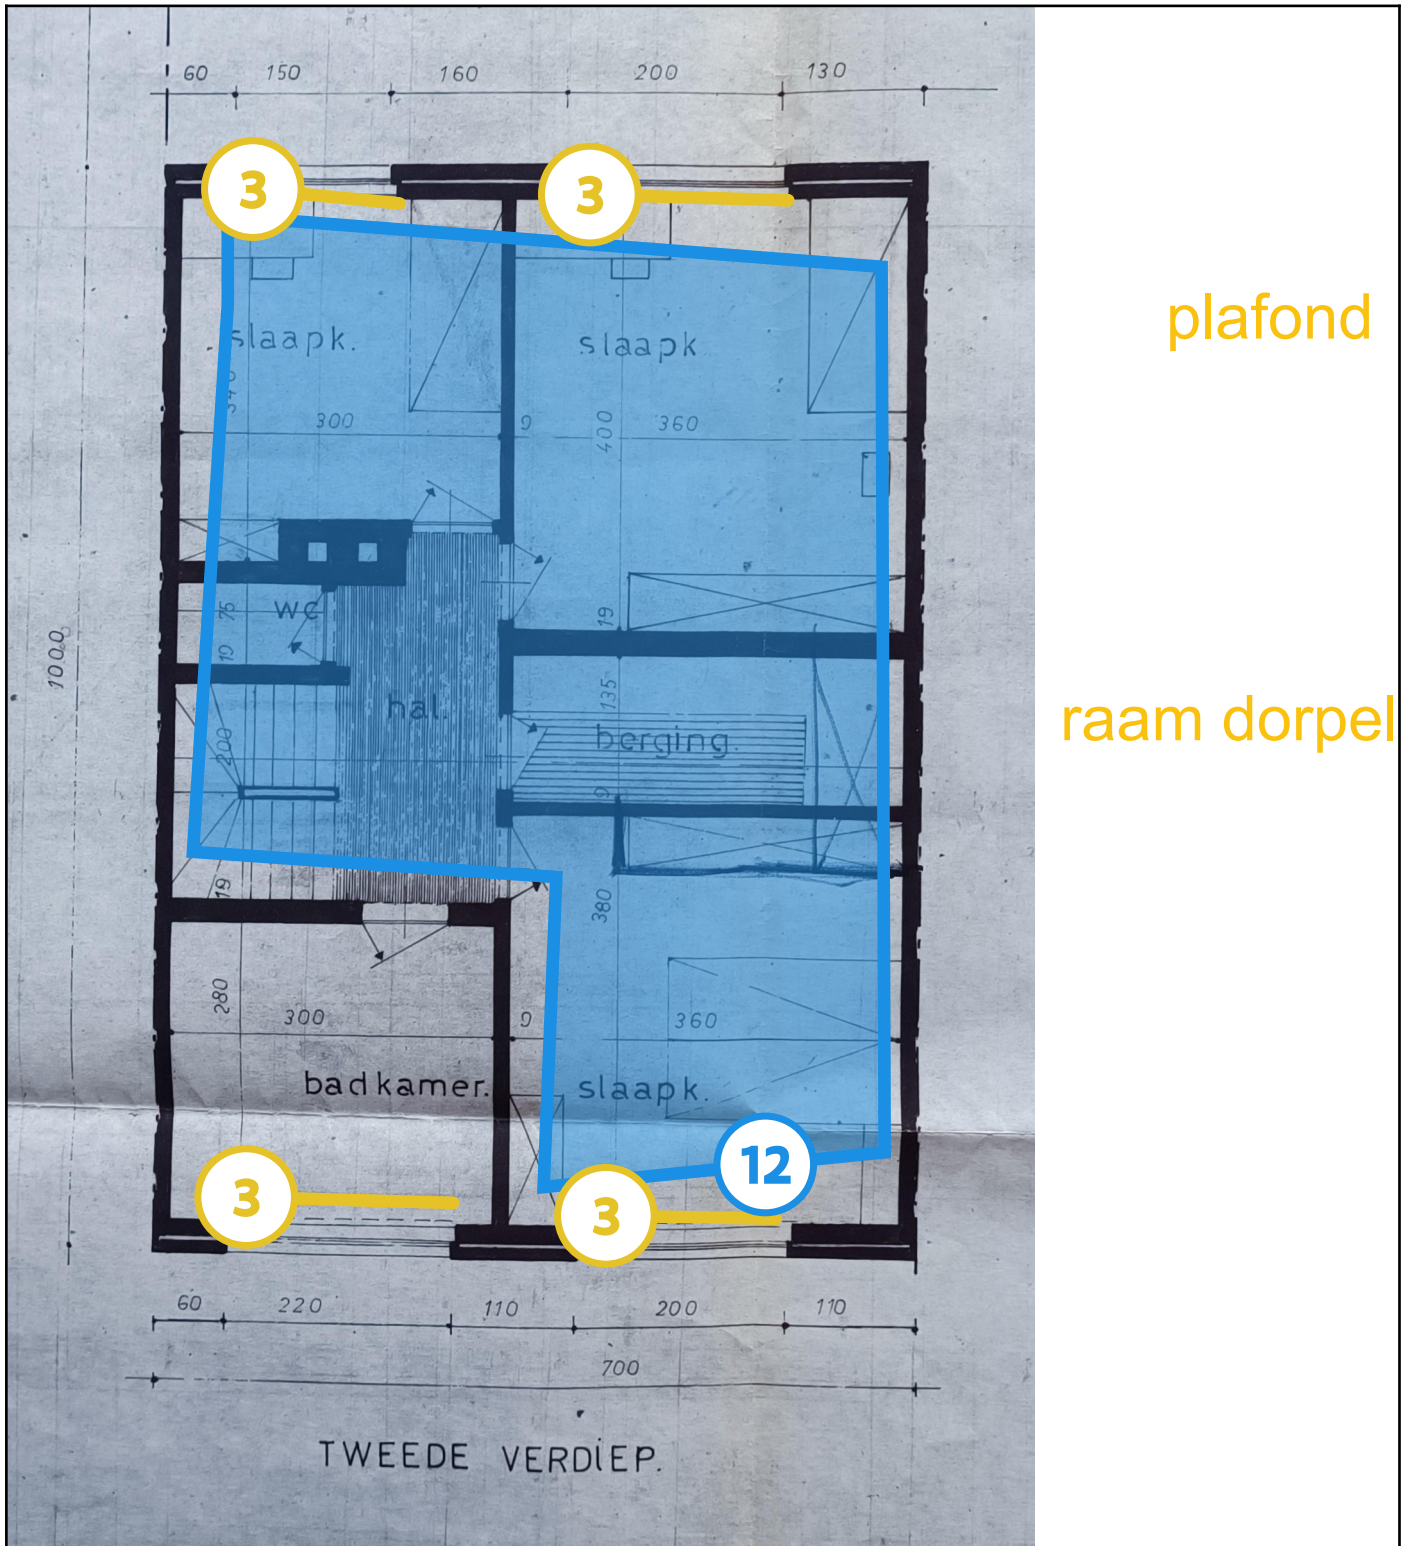 60 150 160 200 130
3 3
slaapk. slaapk
plafond
340
300 9 400 360
wc 75 19
1000 19 135
hal. berging.
raam dorpel
200 9
19 380
280
300 9 360
badkamer. slaapk.
12
3 3
60 220 110 200 110
700
TWEEDE VERDIEP.